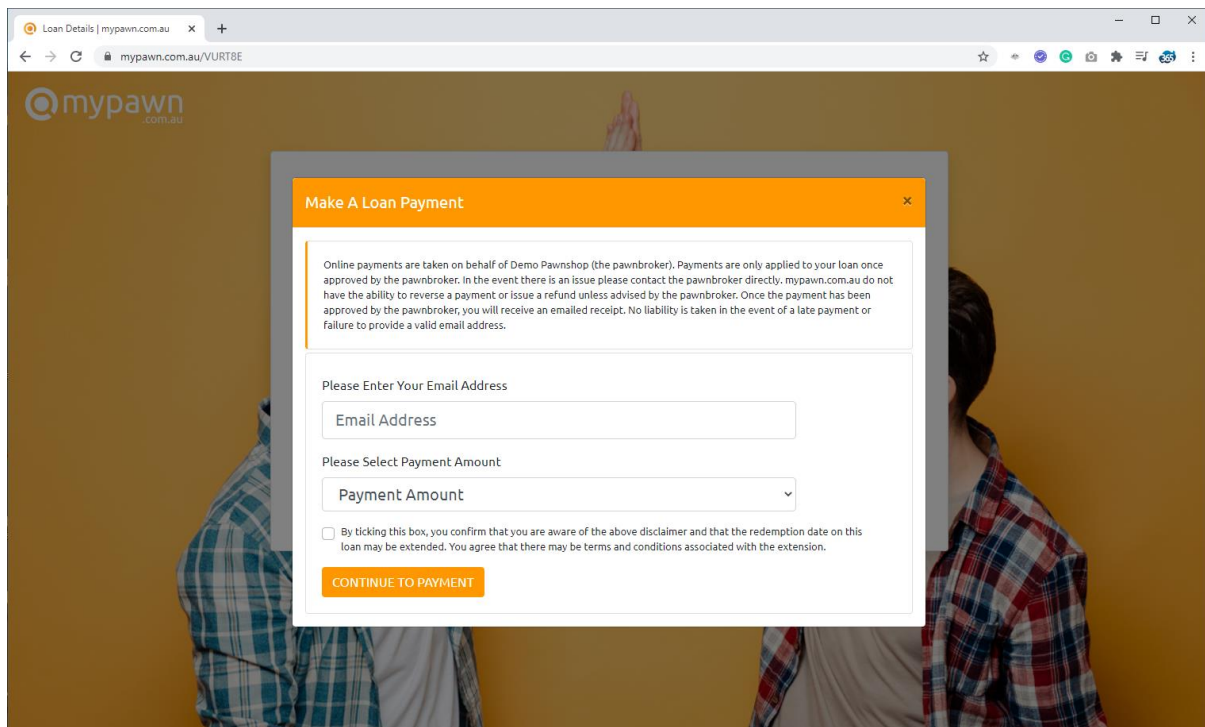 Loan Details | mypawn.com.au
mypawn.com.au/VURT8E
365
mypawn
.com.au
Make A Loan Payment
×
Online payments are taken on behalf of Demo Pawnshop (the pawnbroker). Payments are only applied to your loan once
approved by the pawnbroker. In the event there is an issue please contact the pawnbroker directly. mypawn.com.au do not
have the ability to reverse a payment or issue a refund unless advised by the pawnbroker. Once the payment has been
approved by the pawnbroker, you will receive an emailed receipt. No liability is taken in the event of a late payment or
failure to provide a valid email address.
Please Enter Your Email Address
Email Address
Please Select Payment Amount
Payment Amount
By ticking this box, you confirm that you are aware of the above disclaimer and that the redemption date on this
loan may be extended. You agree that there may be terms and conditions associated with the extension.
CONTINUE TO PAYMENT